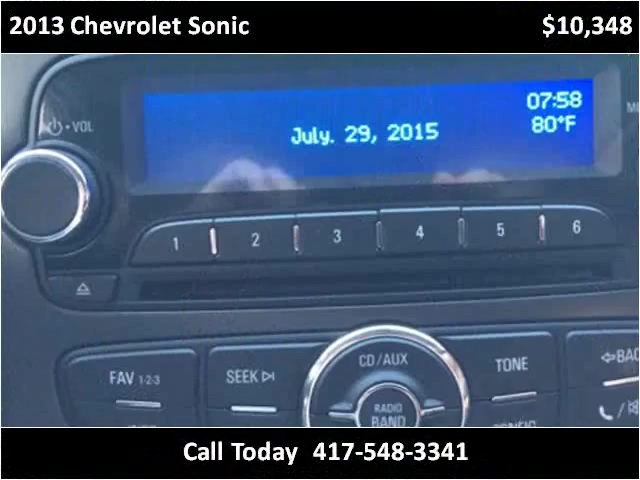 2013 Chevrolet Sonic $10,348
07:58
July. 29, 2015 80°F
VOL
1 2 3 4 5 6
FAV 1-2-3 SEEK CD/AUX TONE BAC
RADIO
BAND
Call Today 417-548-3341